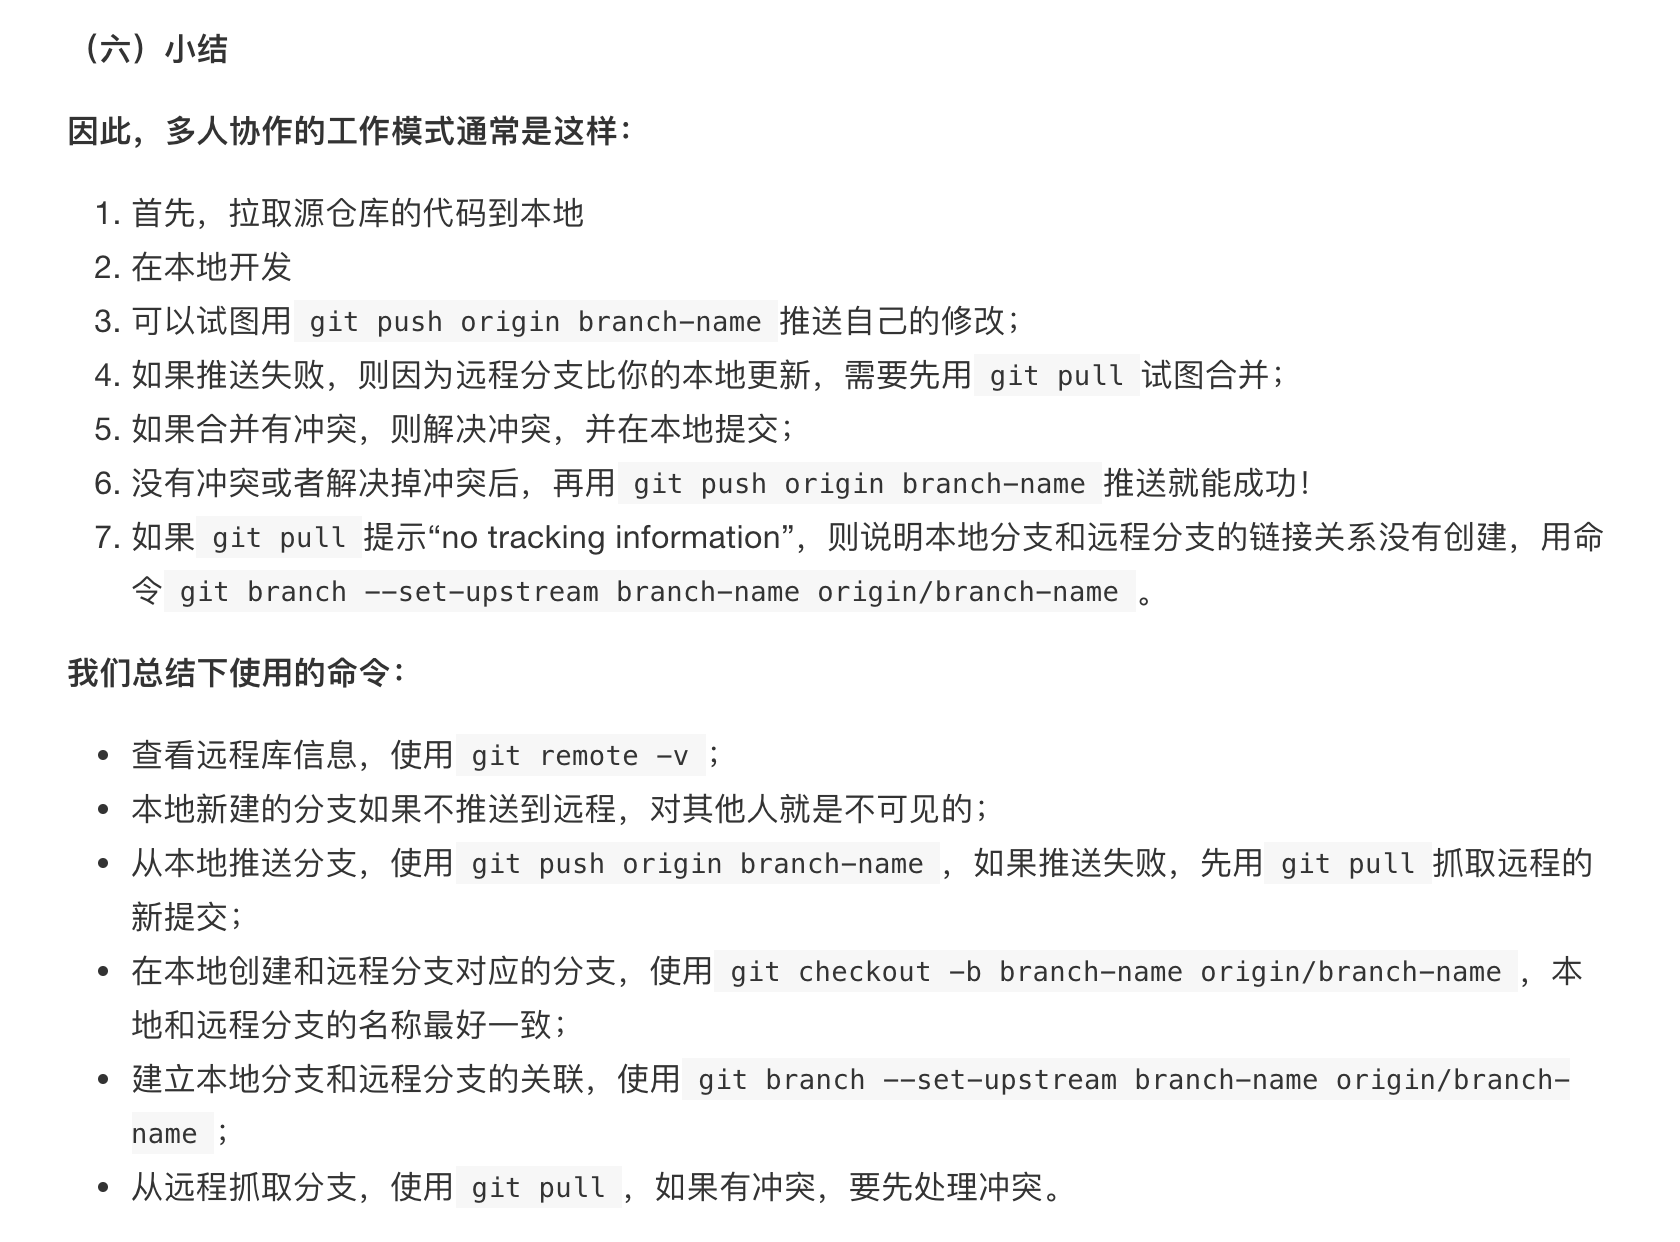 （六）小结
因此，多人协作的工作模式通常是这样：
1. 首先，拉取源仓库的代码到本地
2. 在本地开发
3. 可以试图用 git push origin branch-name 推送自己的修改；
4. 如果推送失败，则因为远程分支比你的本地更新，需要先用 git pull 试图合并；
5. 如果合并有冲突，则解决冲突，并在本地提交；
6. 没有冲突或者解决掉冲突后，再用 git push origin branch-name 推送就能成功！
7. 如果 git pull 提示“no tracking information”，则说明本地分支和远程分支的链接关系没有创建，用命
令 git branch --set-upstream branch-name origin/branch-name 。
我们总结下使用的命令：
• 查看远程库信息，使用 git remote -v ；
• 本地新建的分支如果不推送到远程，对其他人就是不可见的；
• 从本地推送分支，使用 git push origin branch-name ，如果推送失败，先用 git pull 抓取远程的
新提交；
• 在本地创建和远程分支对应的分支，使用 git checkout -b branch-name origin/branch-name ，本
地和远程分支的名称最好一致；
• 建立本地分支和远程分支的关联，使用 git branch --set-upstream branch-name origin/branch-
name ；
• 从远程抓取分支，使用 git pull ，如果有冲突，要先处理冲突。